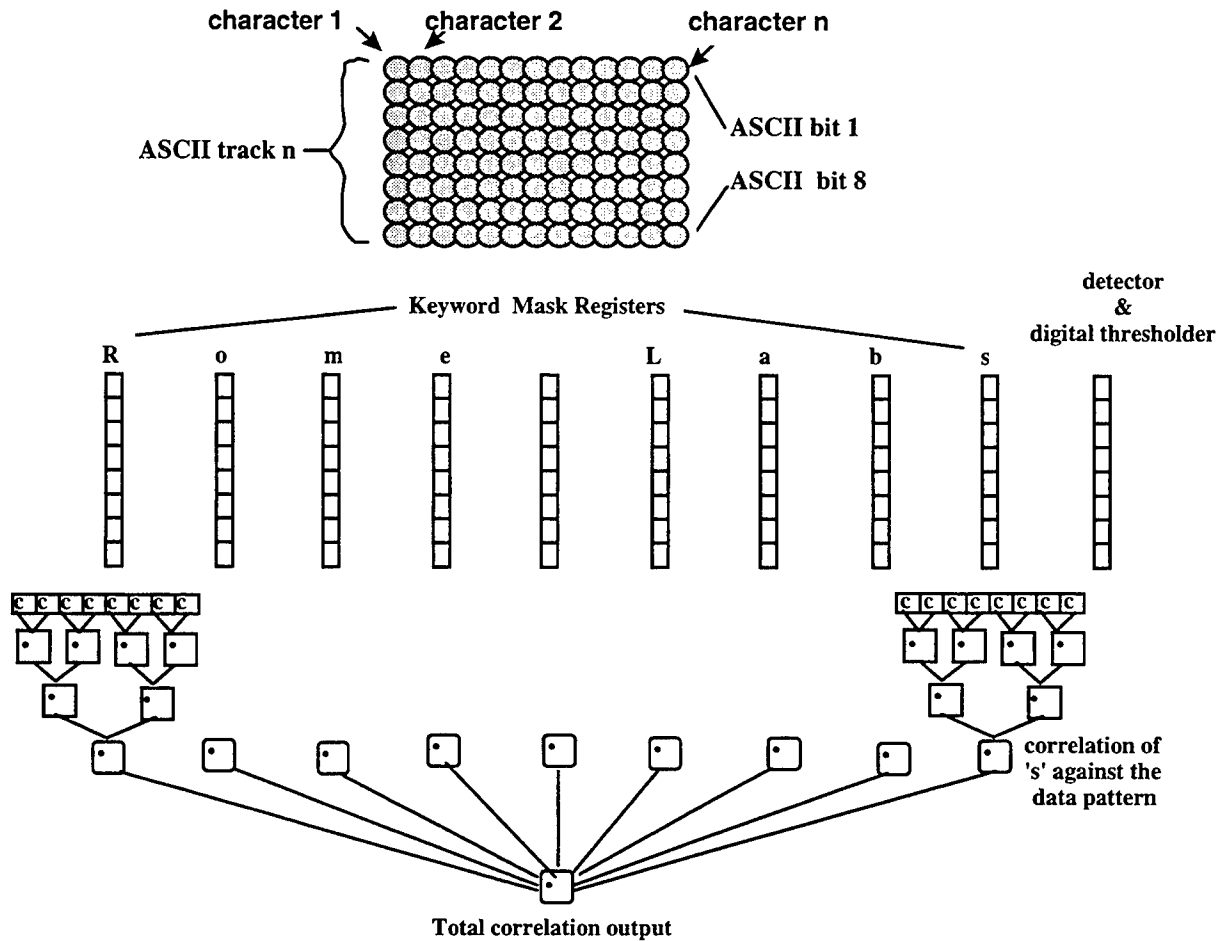 character 1 character 2 character n
ASCII bit 1
ASCII track n
ASCII bit 8
Keyword Mask Registers
detector
&
digital thresholder
R o m e L a b s
c c c c c c c c c c c c c c c c
correlation of
's' against the
data pattern
Total correlation output